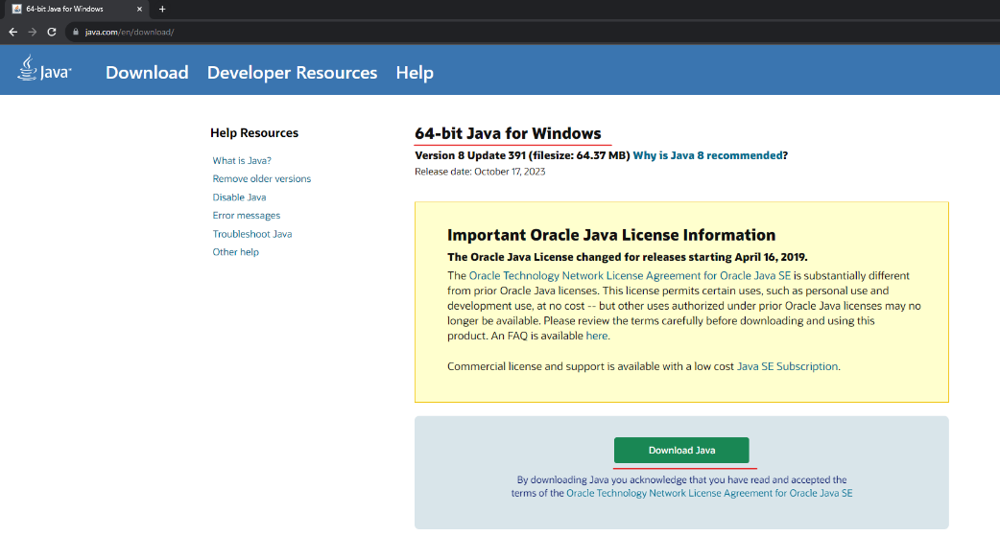 64-bit Java for Windows
java.com/en/download/
Java
Download Developer Resources Help
Help Resources
What is Java?
Remove older versions
Disable Java
Error messages
Troubleshoot Java
Other help
64-bit Java for Windows
Version 8 Update 391 (filesize: 64.37 MB) Why is Java 8 recommended?
Release date: October 17, 2023
Important Oracle Java License Information
The Oracle Java License changed for releases starting April 16, 2019.
The Oracle Technology Network License Agreement for Oracle Java SE is substantially different
from prior Oracle Java licenses. This license permits certain uses, such as personal use and
development use, at no cost -- but other uses authorized under prior Oracle Java licenses may no
longer be available. Please review the terms carefully before downloading and using this
product. An FAQ is available here.
Commercial license and support is available with a low cost Java SE Subscription.
Download Java
By downloading Java you acknowledge that you have read and accepted the
terms of the Oracle Technology Network License Agreement for Oracle Java SE